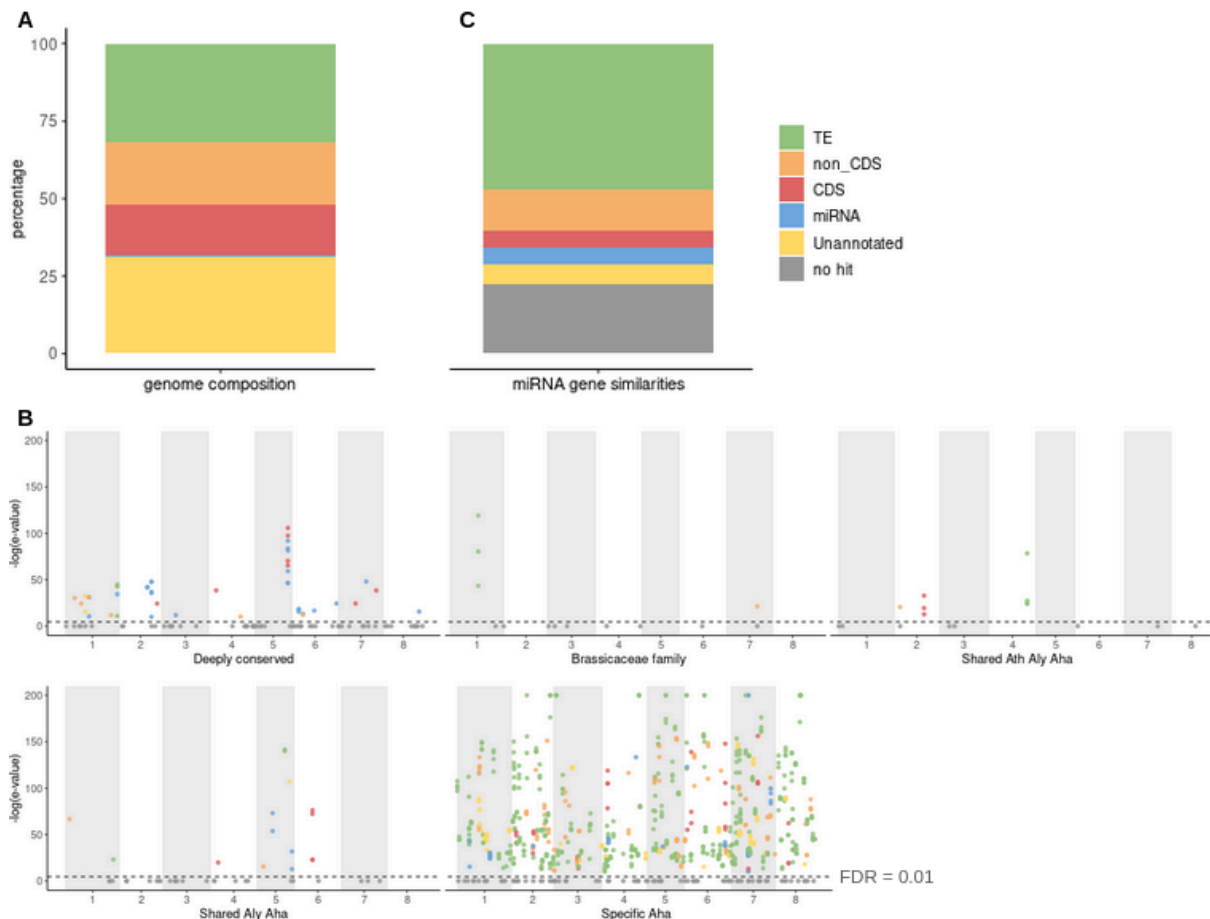 A
C
100
75
50
25
0
percentage
genome composition
miRNA gene similarities
TE
non_CDS
CDS
miRNA
Unannotated
no hit
B
200
150
100
50
0
-log(e-value)
1 2 3 4 5 6 7 8
Deeply conserved
1 2 3 4 5 6 7 8
Brassicaceae family
1 2 3 4 5 6 7 8
Shared Ath Aly Aha
200
150
100
50
0
-log(e-value)
1 2 3 4 5 6 7 8
Shared Aly Aha
1 2 3 4 5 6 7 8
Specific Aha
FDR = 0.01